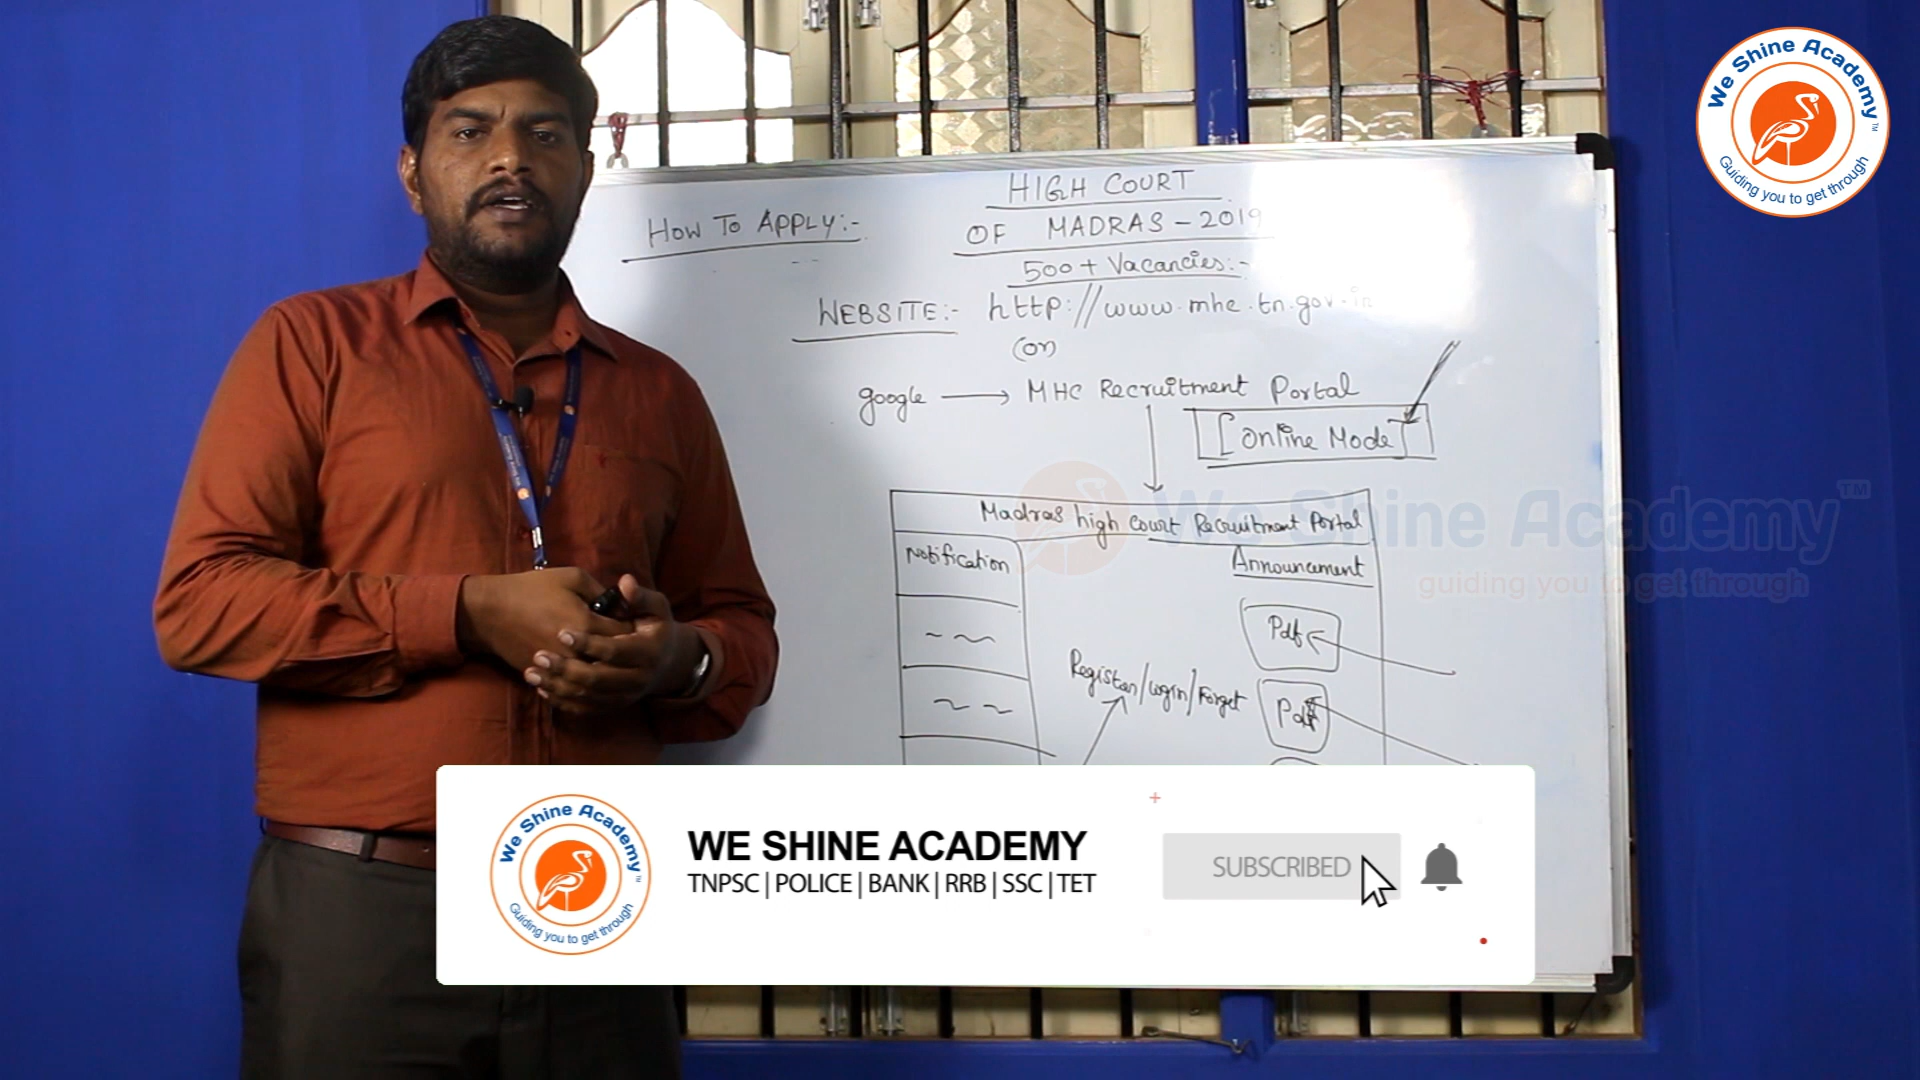 HIGH COURT
HOW TO APPLY:-
OF MADRAS - 2019
500+ Vacancies:-
WEBSITE:- http://www.mhc.tn.gov.in
(or)
google → MHC Recruitment Portal
[Online Mode]
Madras high court Recruitment Portal
Notification
Announcement
Pdf
Register/Login/Forget
Pdf
We Shine Academy™
Guiding you to get through
We Shine Academy™
guiding you to get through
We Shine Academy™
Guiding you to get through
WE SHINE ACADEMY
TNPSC | POLICE | BANK | RRB | SSC | TET
SUBSCRIBED